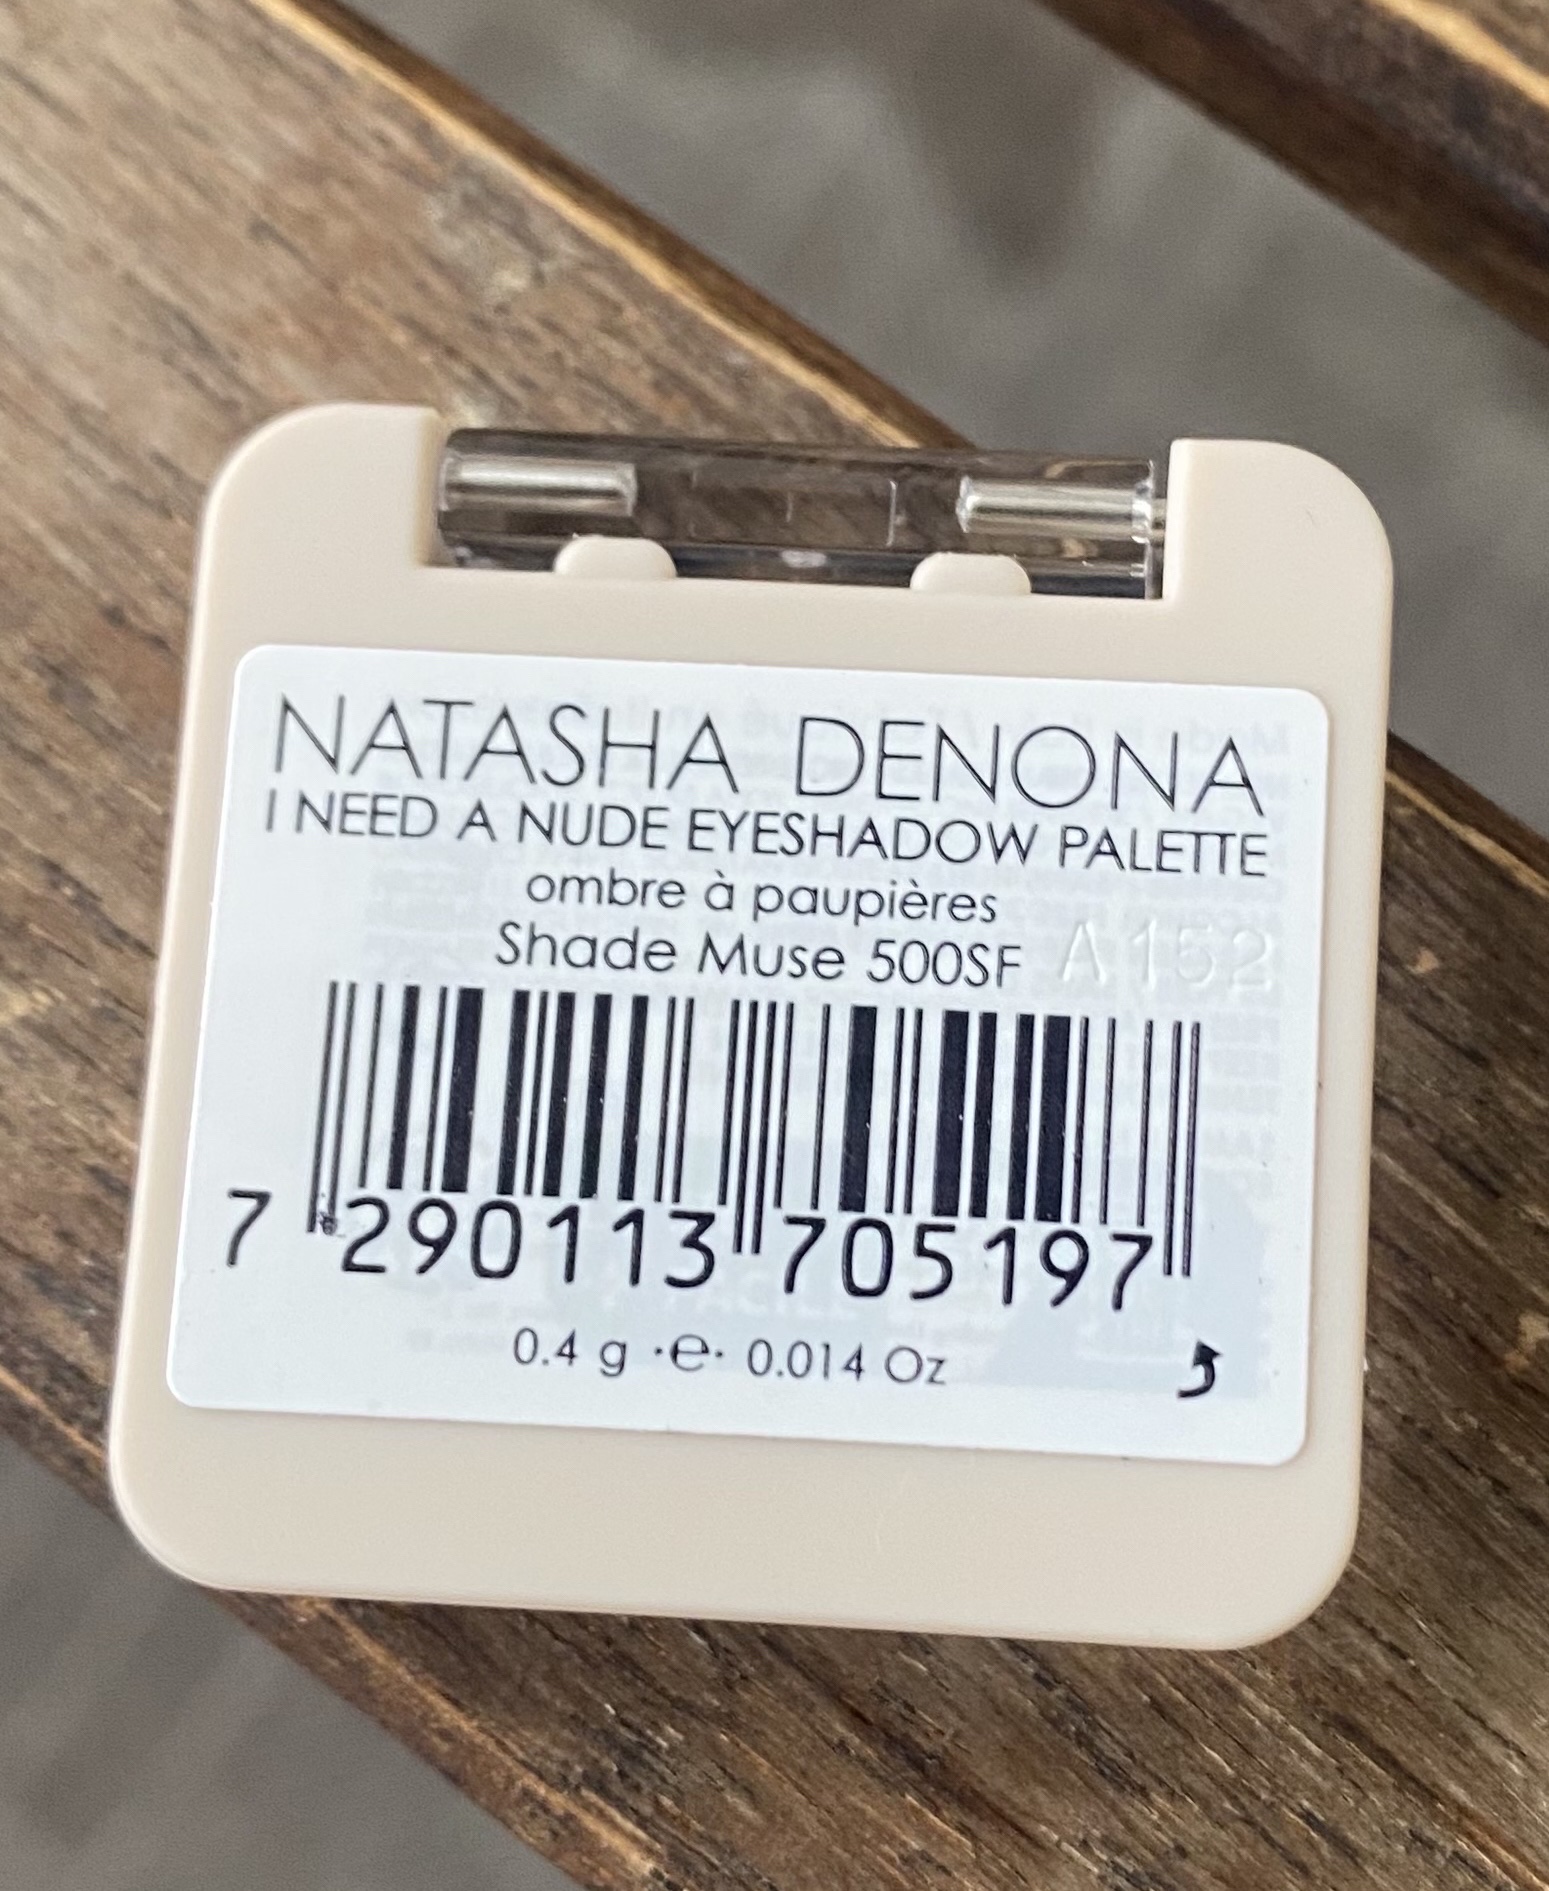 NATASHA DENONA
I NEED A NUDE EYESHADOW PALETTE
ombre à paupières
Shade Muse 500SF A152
7 290113 705197
0.4 g ·℮· 0.014 Oz